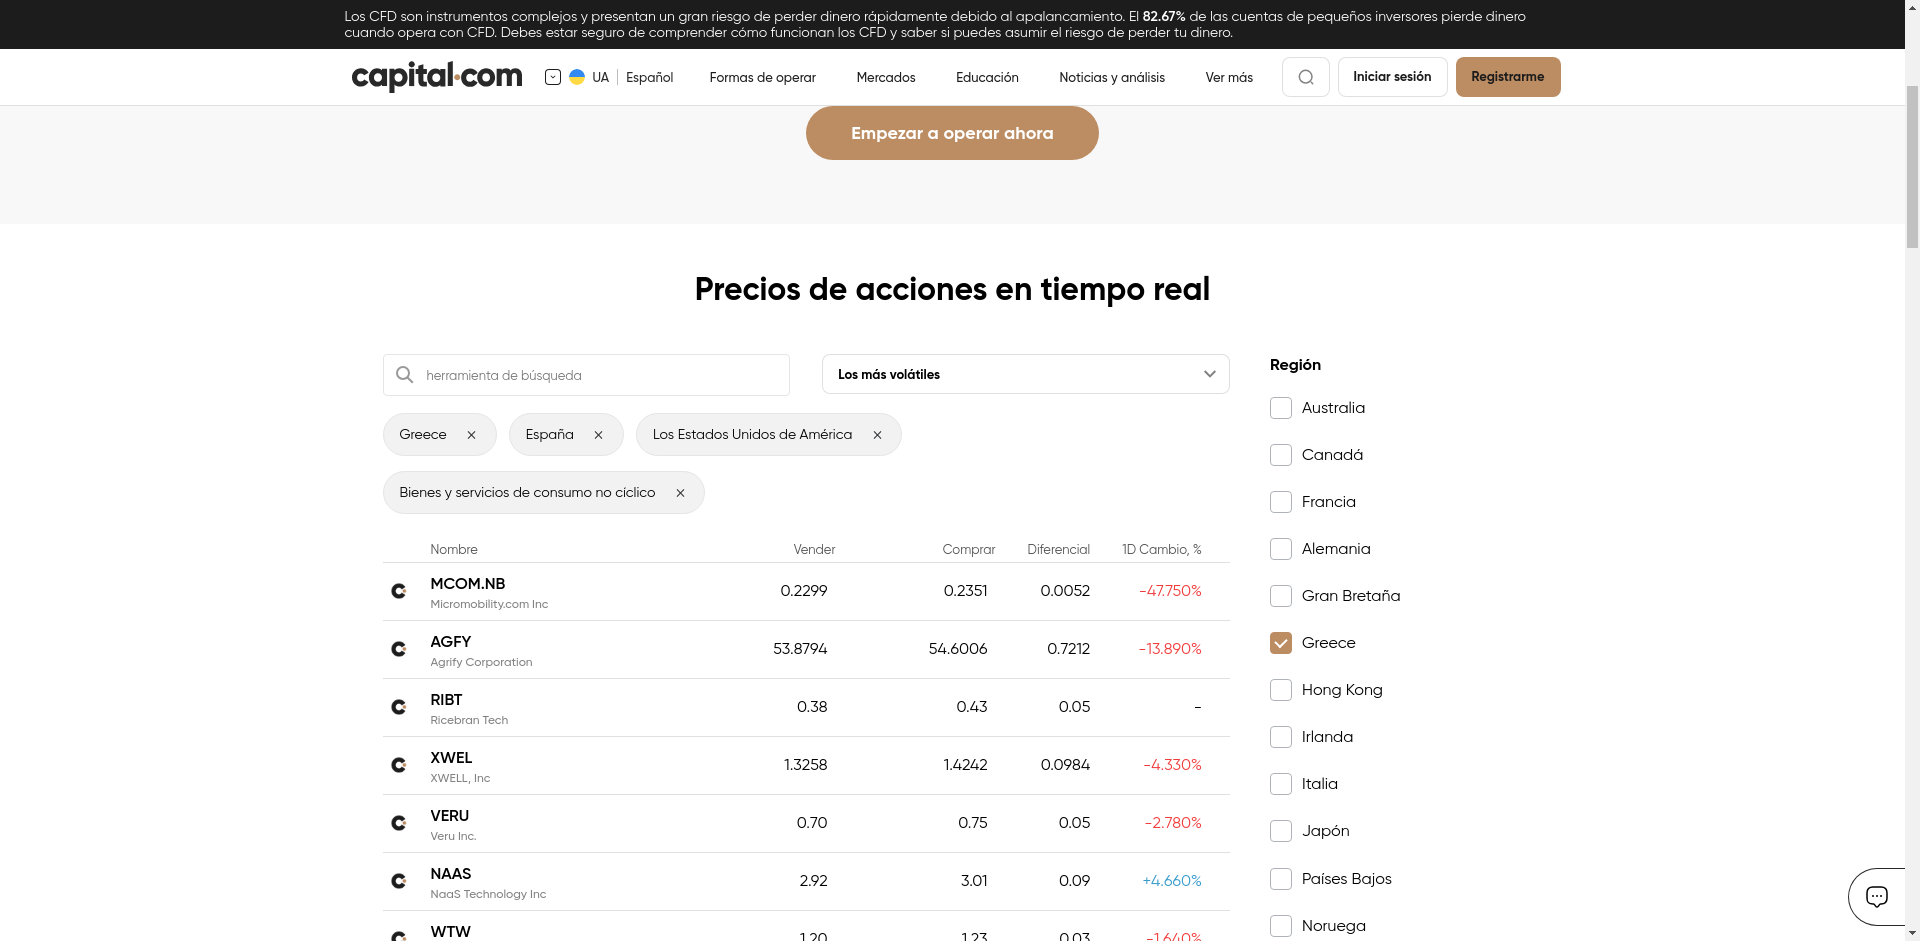 Los CFD son instrumentos complejos y presentan un gran riesgo de perder dinero rápidamente debido al apalancamiento. El 82.67% de las cuentas de pequeños inversores pierde dinero
cuando opera con CFD. Debes estar seguro de comprender cómo funcionan los CFD y saber si puedes asumir el riesgo de perder tu dinero.
capital.com UA Español Formas de operar Mercados Educación Noticias y análisis Ver más Iniciar sesión Registrarme
Empezar a operar ahora
Precios de acciones en tiempo real
herramienta de búsqueda Los más volátiles
Greece España Los Estados Unidos de América
Bienes y servicios de consumo no cíclico
Nombre Vender Comprar Diferencial 1D Cambio, %
MCOM.NB 0.2299 0.2351 0.0052 -47.750%
Micromobility.com Inc
AGFY 53.8794 54.6006 0.7212 -13.890%
Agrify Corporation
RIBT 0.38 0.43 0.05 -
Ricebran Tech
XWEL 1.3258 1.4242 0.0984 -4.330%
XWELL, Inc
VERU 0.70 0.75 0.05 -2.780%
Veru Inc.
NAAS 2.92 3.01 0.09 +4.660%
NaaS Technology Inc
WTW 1.20 1.23 0.03 -1.640%
Región
Australia
Canadá
Francia
Alemania
Gran Bretaña
Greece
Hong Kong
Irlanda
Italia
Japón
Países Bajos
Noruega